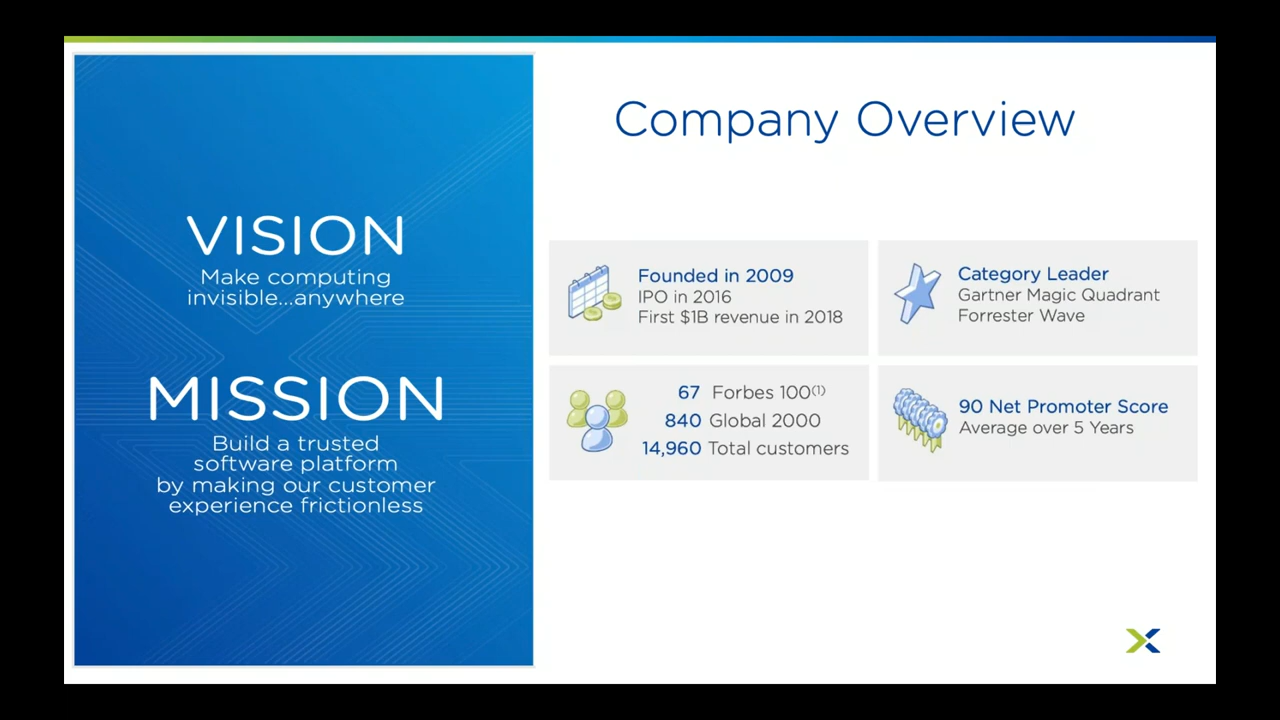 Company Overview
VISION
Make computing
invisible...anywhere
MISSION
Build a trusted
software platform
by making our customer
experience frictionless
Founded in 2009
IPO in 2016
First $1B revenue in 2018
Category Leader
Gartner Magic Quadrant
Forrester Wave
67 Forbes 100(1)
840 Global 2000
14,960 Total customers
90 Net Promoter Score
Average over 5 Years